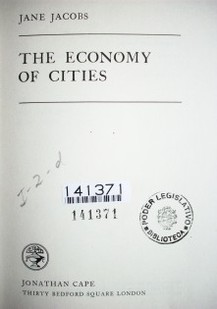 JANE JACOBS
THE ECONOMY
OF CITIES
I-2-d
141371
141371
PODER LEGISLATIVO
BIBLIOTECA
JONATHAN CAPE
THIRTY BEDFORD SQUARE LONDON